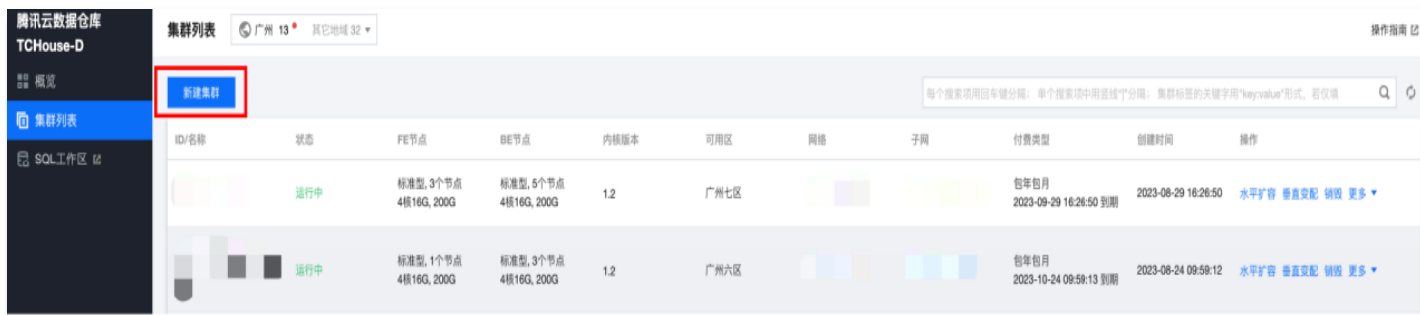 腾讯云数据仓库
TCHouse-D
概览
集群列表
SQL工作区
集群列表 广州 13 其它地域 32
操作指南
新建集群
每个搜索项用回车键分隔; 单个搜索项中用竖线"|"分隔; 集群标签的关键字用"key:value"形式, 若仅填
ID/名称 状态 FE节点 BE节点 内核版本 可用区 网络 子网 付费类型 创建时间 操作
运行中 标准型, 3个节点 标准型, 5个节点 1.2 广州七区 包年包月 2023-08-29 16:26:50 水平扩容 垂直变配 销毁 更多
4核16G, 200G 4核16G, 200G 2023-09-29 16:26:50 到期
运行中 标准型, 1个节点 标准型, 3个节点 1.2 广州六区 包年包月 2023-08-24 09:59:12 水平扩容 垂直变配 销毁 更多
4核16G, 200G 4核16G, 200G 2023-10-24 09:59:13 到期